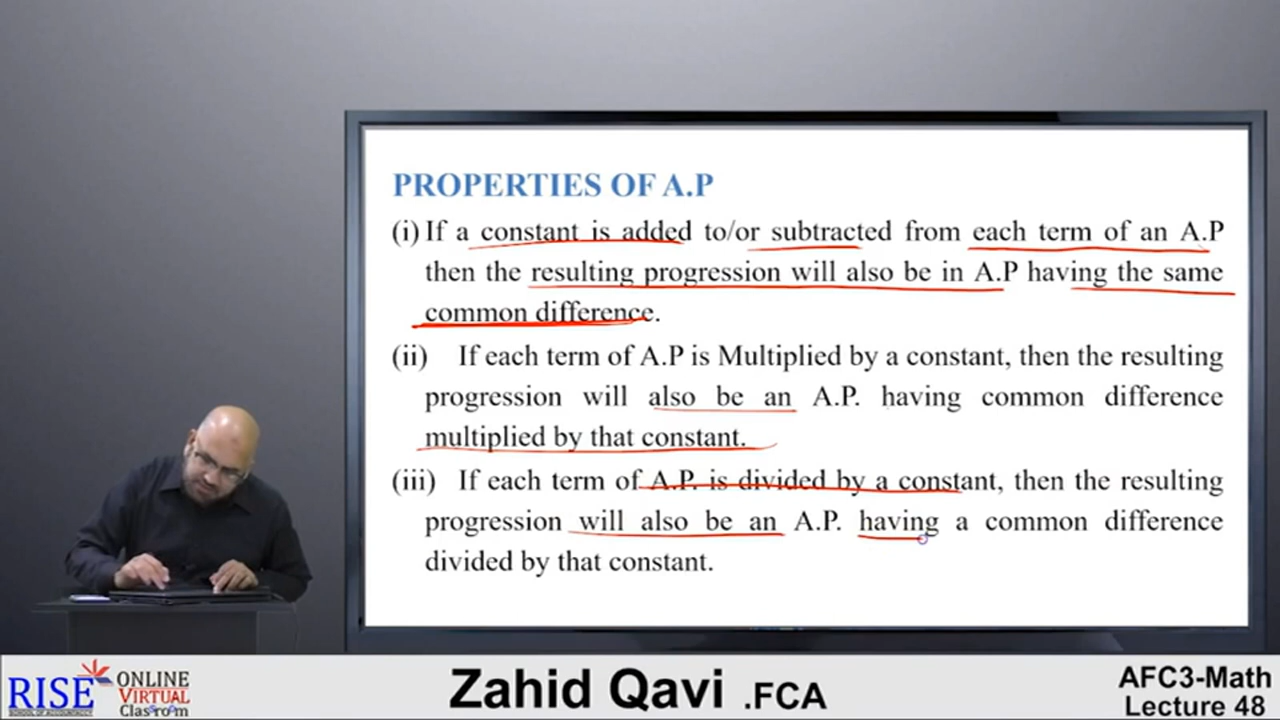 PROPERTIES OF A.P
(i) If a constant is added to/or subtracted from each term of an A.P
then the resulting progression will also be in A.P having the same
common difference.
(ii) If each term of A.P is Multiplied by a constant, then the resulting
progression will also be an A.P. having common difference
multiplied by that constant.
(iii) If each term of A.P. is divided by a constant, then the resulting
progression will also be an A.P. having a common difference
divided by that constant.
RISE
SCHOOL OF ACCOUNTANCY
ONLINE
VIRTUAL
Classroom
Zahid Qavi .FCA
AFC3-Math
Lecture 48